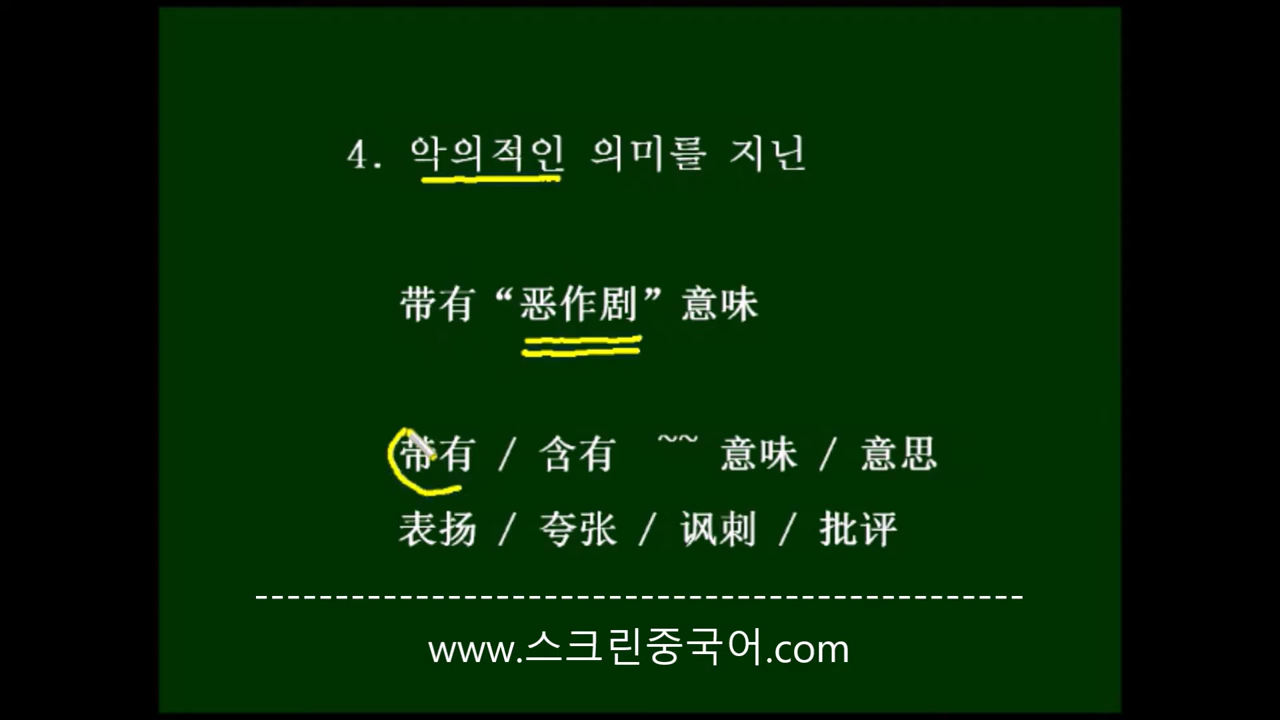 4. 악의적인 의미를 지닌
带有“恶作剧”意味
带有 / 含有 ~~ 意味 / 意思
表扬 / 夸张 / 讽刺 / 批评
------------------------------------------------
www.스크린중국어.com